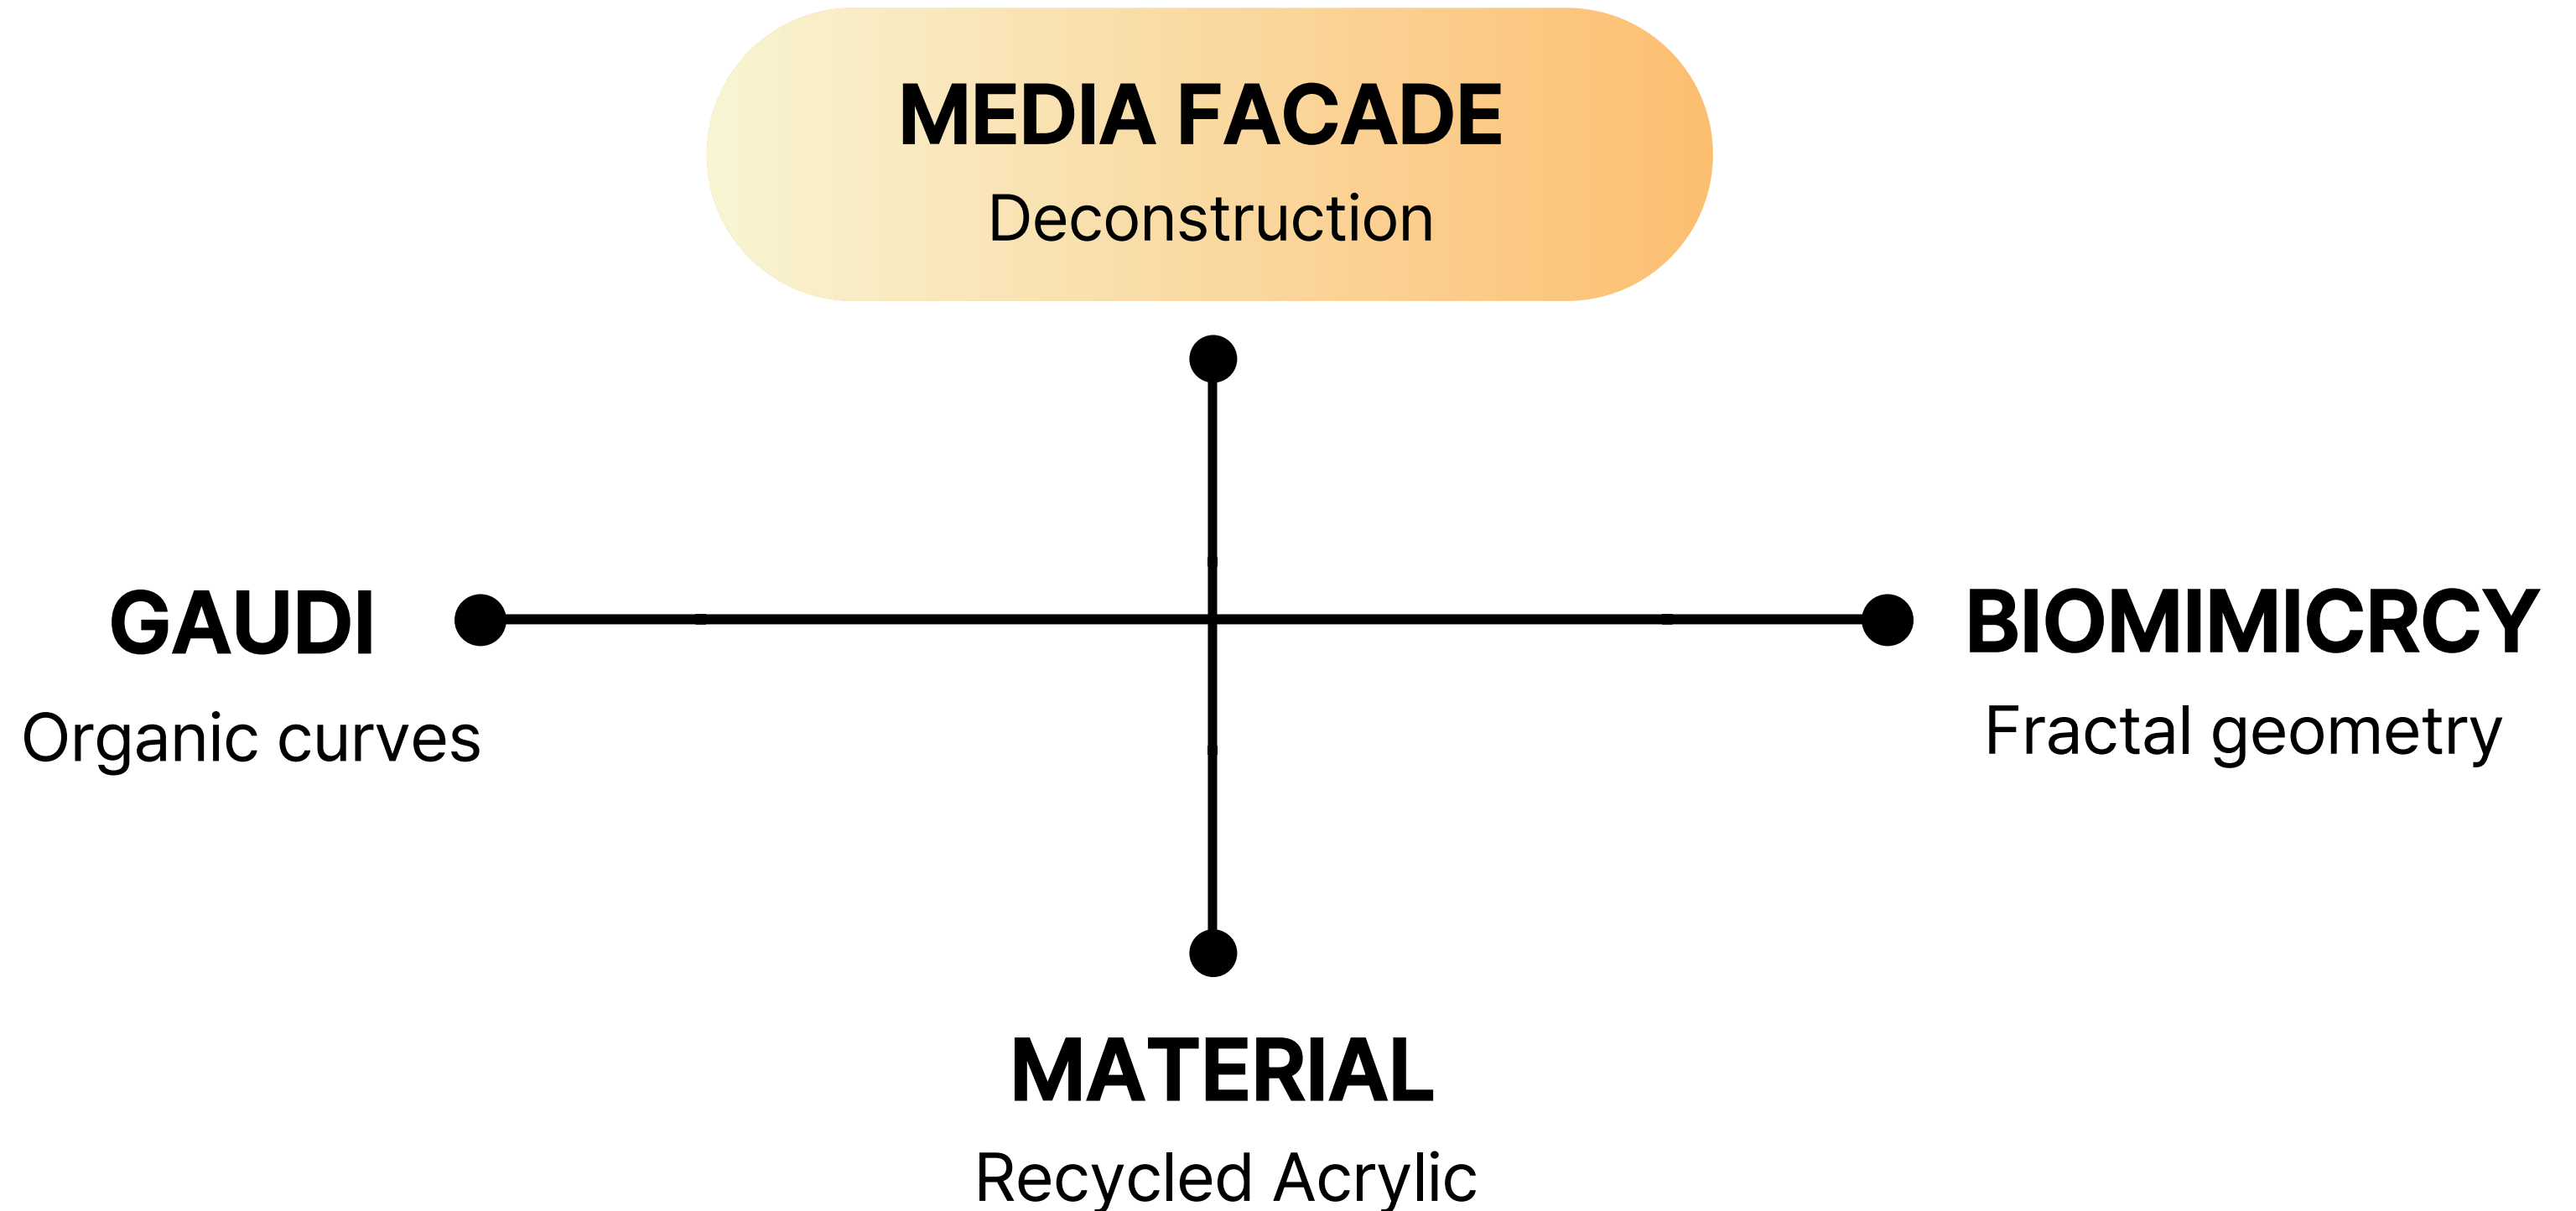 MEDIA FACADE
Deconstruction
GAUDI
Organic curves
BIOMIMICRCY
Fractal geometry
MATERIAL
Recycled Acrylic